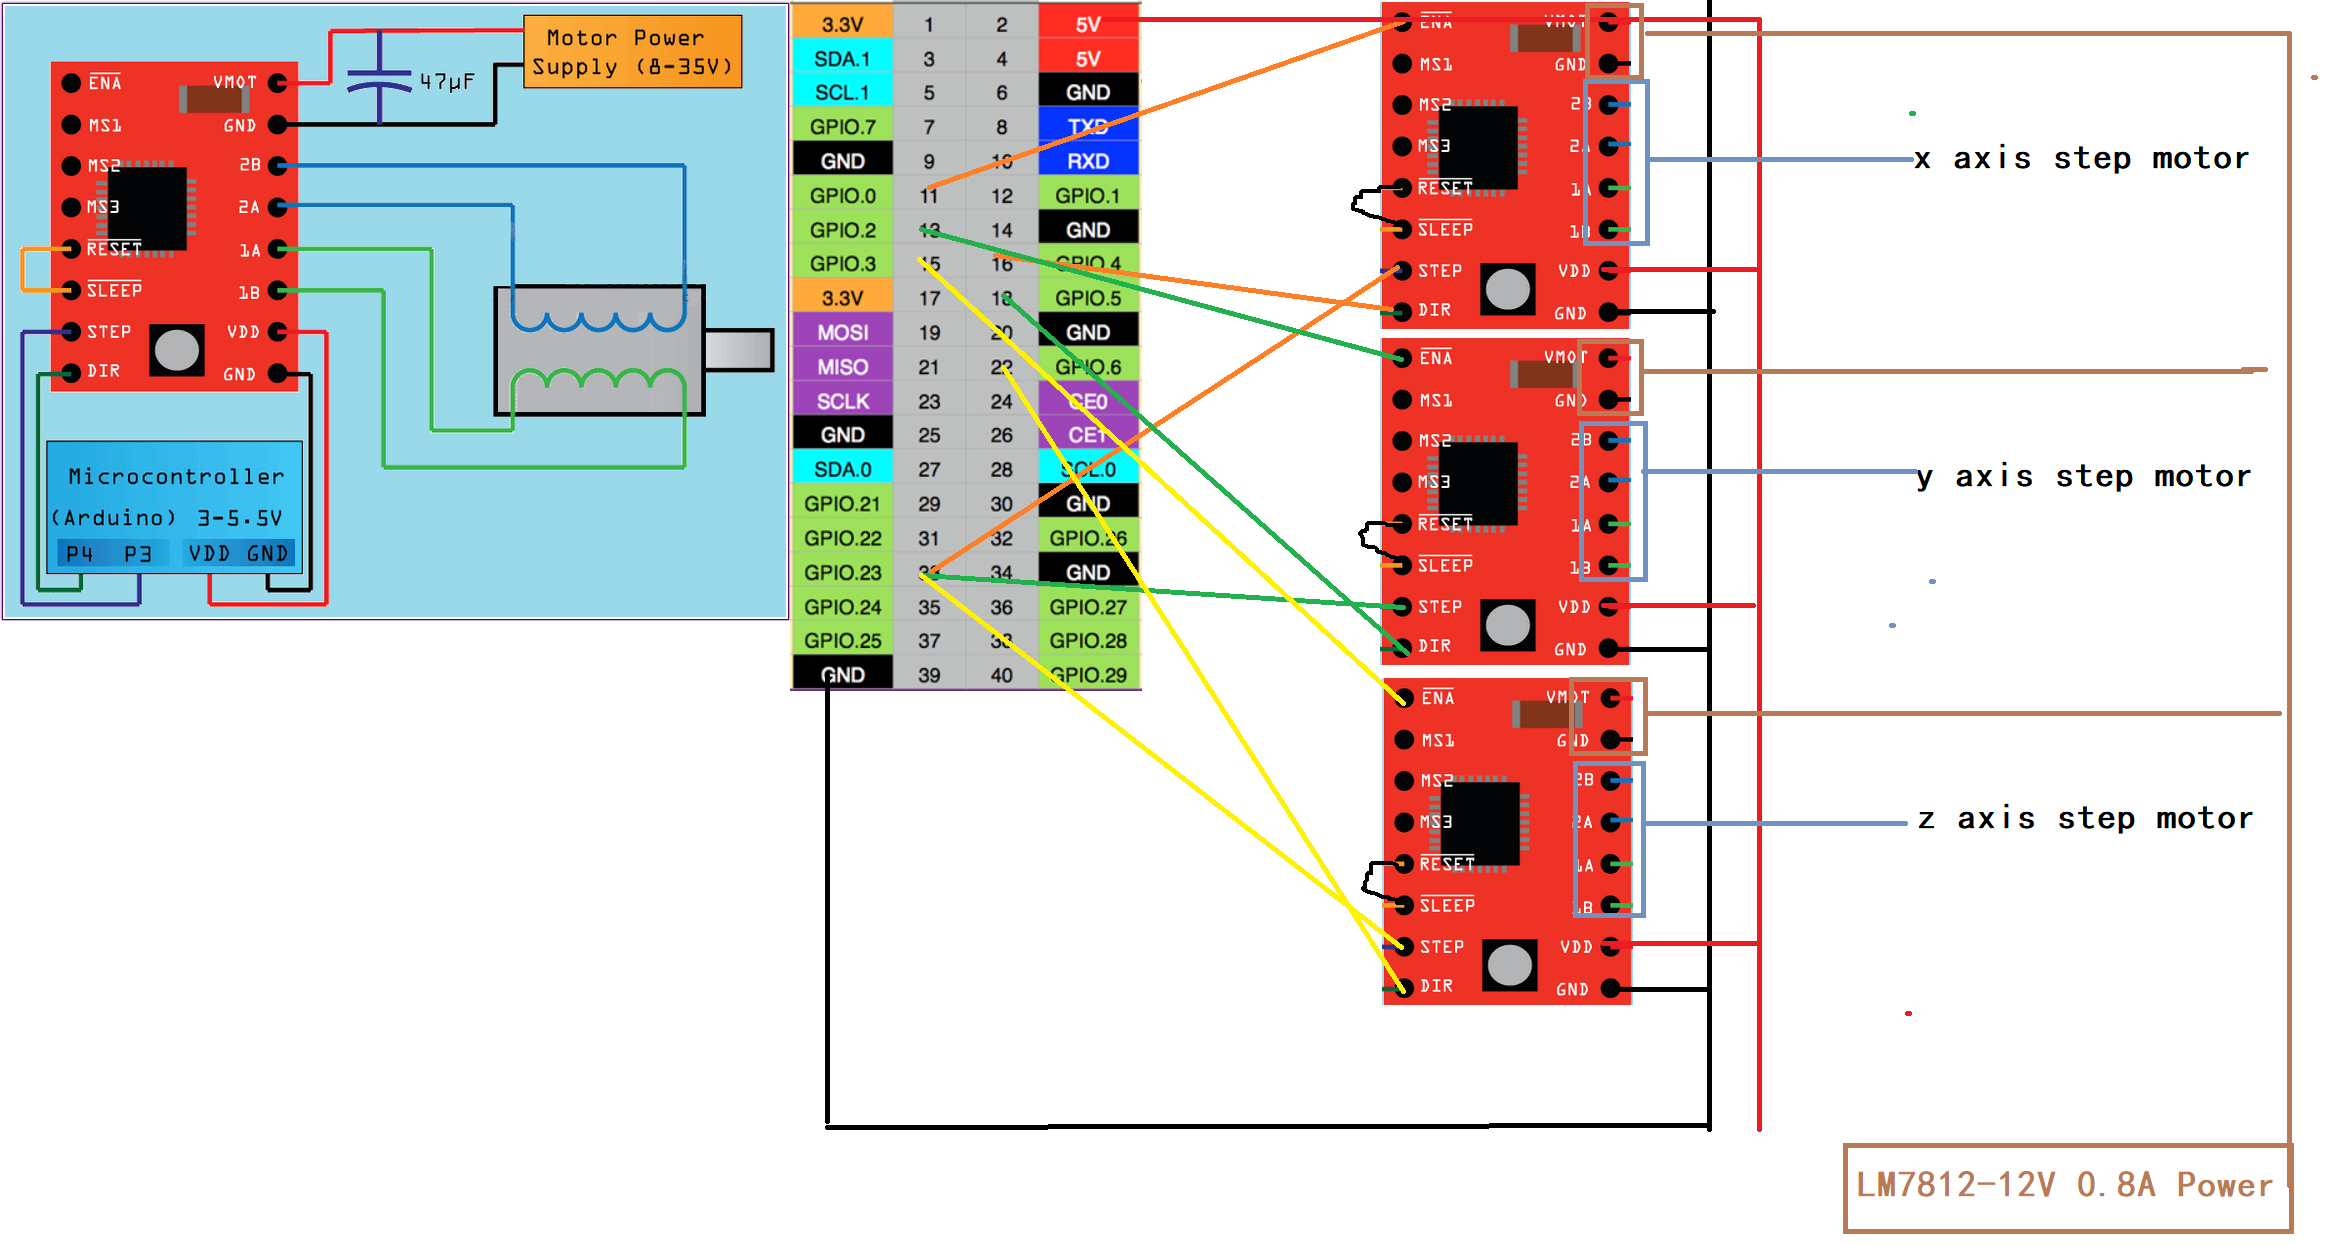 Motor Power
Supply (8-35V)
47µF
ENA VMOT
MS1 GND
MS2 2B
MS3 2A
RESET 1A
SLEEP 1B
STEP VDD
DIR GND
Microcontroller
(Arduino) 3-5.5V
P4 P3 VDD GND
3.3V 1 2 5V
SDA.1 3 4 5V
SCL.1 5 6 GND
GPIO.7 7 8 TXD
GND 9 10 RXD
GPIO.0 11 12 GPIO.1
GPIO.2 13 14 GND
GPIO.3 15 16 GPIO.4
3.3V 17 18 GPIO.5
MOSI 19 20 GND
MISO 21 22 GPIO.6
SCLK 23 24 CE0
GND 25 26 CE1
SDA.0 27 28 SCL.0
GPIO.21 29 30 GND
GPIO.22 31 32 GPIO.26
GPIO.23 33 34 GND
GPIO.24 35 36 GPIO.27
GPIO.25 37 38 GPIO.28
GND 39 40 GPIO.29
ENA VMOT
MS1 GND
MS2 2B
MS3 2A
RESET 1A
SLEEP 1B
STEP VDD
DIR GND
x axis step motor
ENA VMOT
MS1 GND
MS2 2B
MS3 2A
RESET 1A
SLEEP 1B
STEP VDD
DIR GND
y axis step motor
ENA VMOT
MS1 GND
MS2 2B
MS3 2A
RESET 1A
SLEEP 1B
STEP VDD
DIR GND
z axis step motor
LM7812-12V 0.8A Power